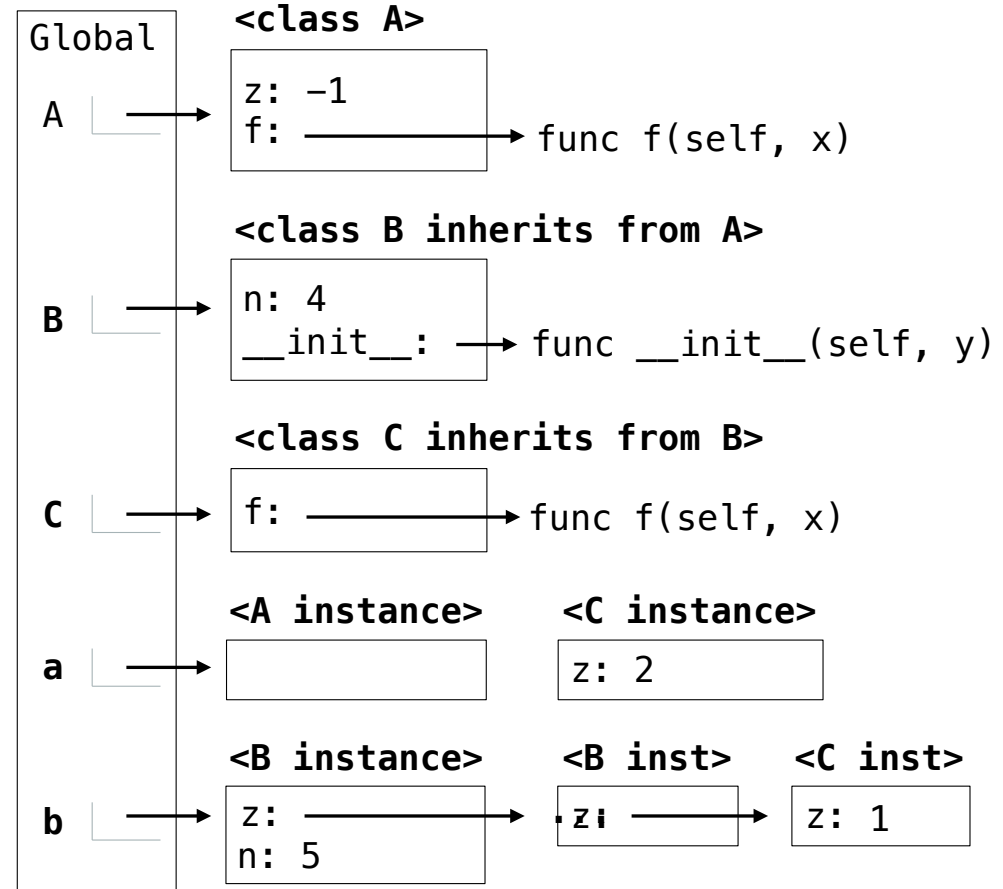 Global
<class A>
A
z: −1
f:
func f(self, x)
<class B inherits from A>
B
n: 4
__init__:
func __init__(self, y)
<class C inherits from B>
C
f:
func f(self, x)
<A instance>
<C instance>
a
z: 2
<B instance>
<B inst>
<C inst>
b
z:
n: 5
...
z:
z: 1